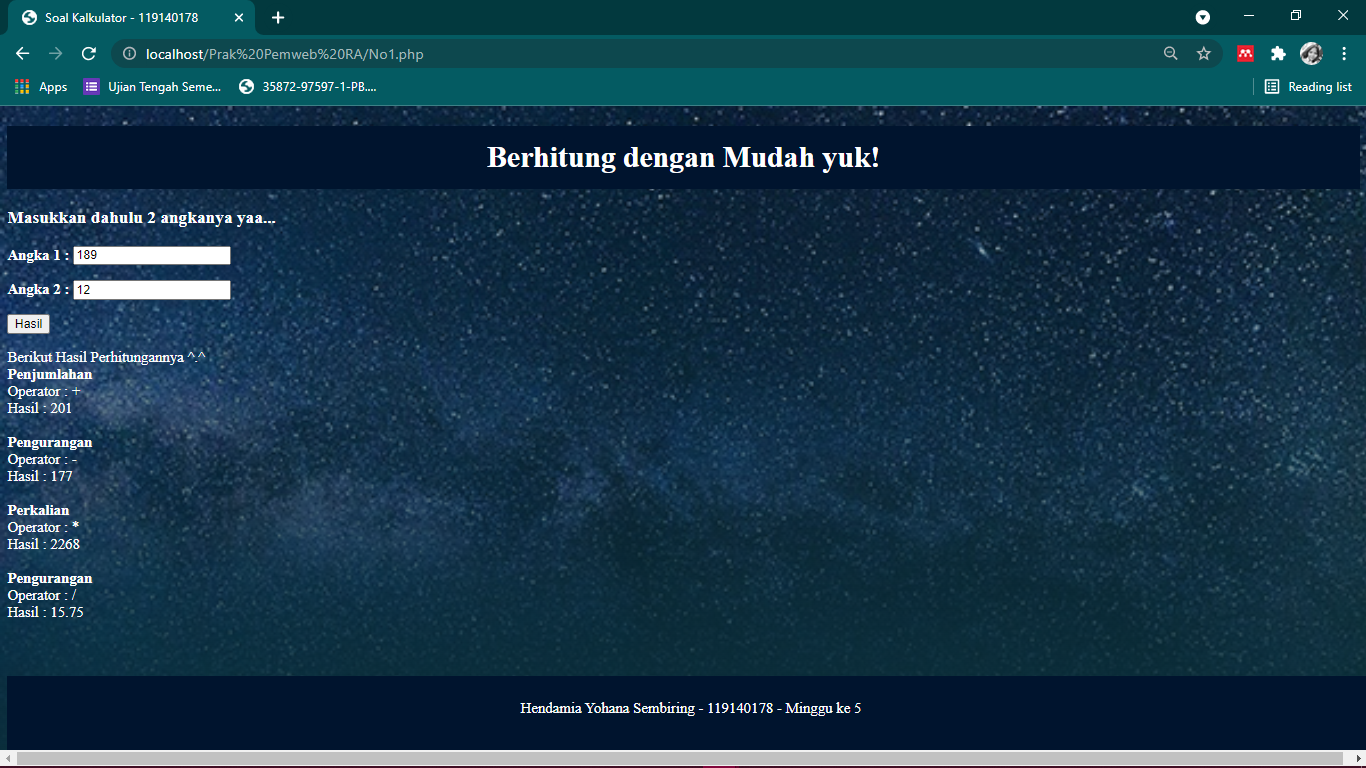 Soal Kalkulator - 119140178
localhost/Prak%20Pemweb%20RA/No1.php
Apps
Ujian Tengah Seme...
35872-97597-1-PB....
Reading list
Berhitung dengan Mudah yuk!
Masukkan dahulu 2 angkanya yaa...
Angka 1 : 189
Angka 2 : 12
Hasil
Berikut Hasil Perhitungannya ^.^
Penjumlahan
Operator : +
Hasil : 201
Pengurangan
Operator : -
Hasil : 177
Perkalian
Operator : *
Hasil : 2268
Pengurangan
Operator : /
Hasil : 15.75
Hendamia Yohana Sembiring - 119140178 - Minggu ke 5